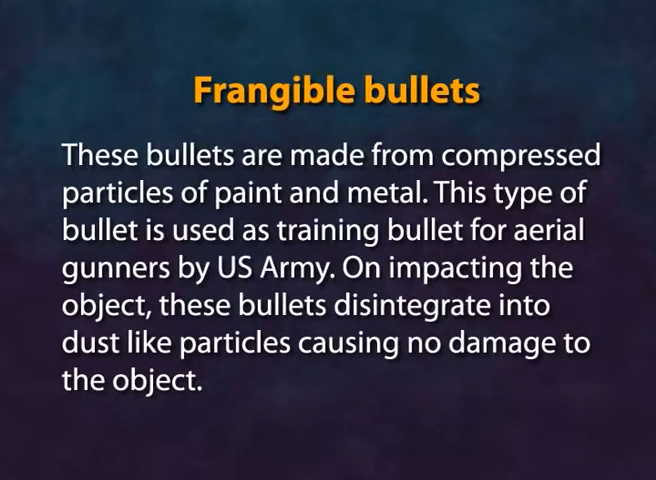 Frangible bullets
These bullets are made from compressed
particles of paint and metal. This type of
bullet is used as training bullet for aerial
gunners by US Army. On impacting the
object, these bullets disintegrate into
dust like particles causing no damage to
the object.